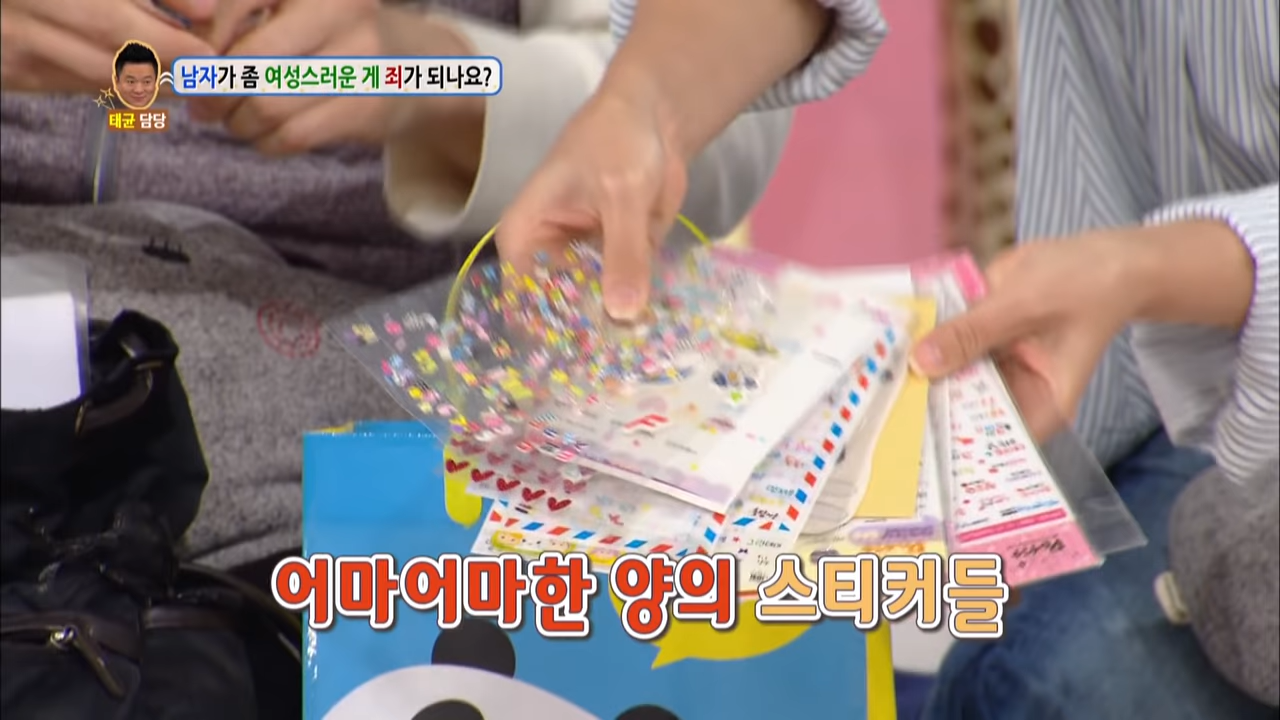 남자가 좀 여성스러운 게 죄가 되나요?
태균 담당
어마어마한 양의 스티커들